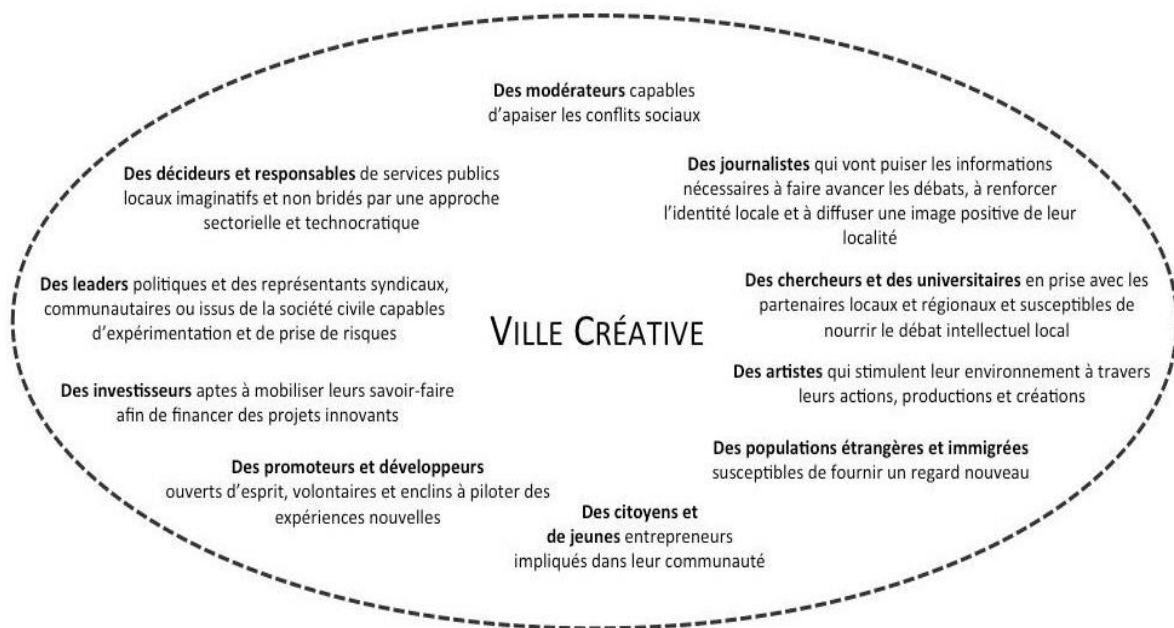 Des modérateurs capables
d’apaiser les conflits sociaux
Des décideurs et responsables de services publics
locaux imaginatifs et non bridés par une approche
sectorielle et technocratique
Des journalistes qui vont puiser les informations
nécessaires à faire avancer les débats, à renforcer
l’identité locale et à diffuser une image positive de leur
localité
Des leaders politiques et des représentants syndicaux,
communautaires ou issus de la société civile capables
d’expérimentation et de prise de risques
Des chercheurs et des universitaires en prise avec les
partenaires locaux et régionaux et susceptibles de
nourrir le débat intellectuel local
VILLE CRÉATIVE
Des investisseurs aptes à mobiliser leurs savoir-faire
afin de financer des projets innovants
Des artistes qui stimulent leur environnement à travers
leurs actions, productions et créations
Des promoteurs et développeurs
ouverts d’esprit, volontaires et enclins à piloter des
expériences nouvelles
Des populations étrangères et immigrées
susceptibles de fournir un regard nouveau
Des citoyens et
de jeunes entrepreneurs
impliqués dans leur communauté